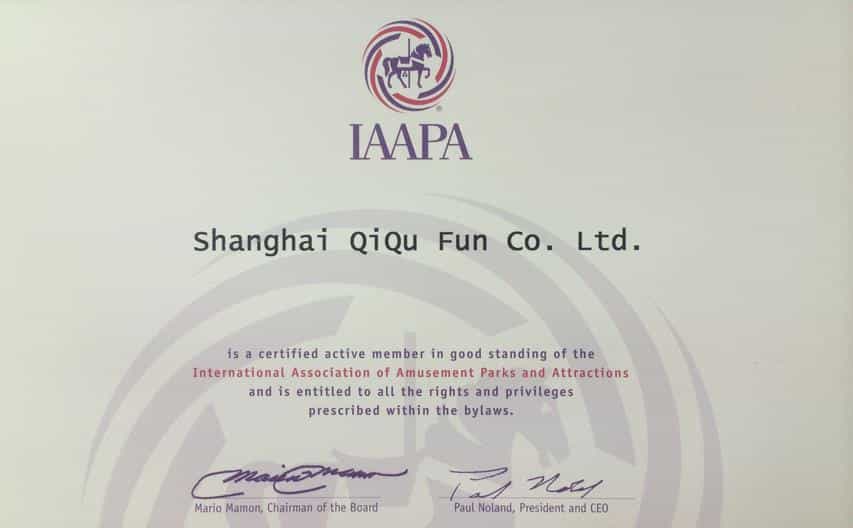 IAAPA
Shanghai QiQu Fun Co. Ltd.
is a certified active member in good standing of the
International Association of Amusement Parks and Attractions
and is entitled to all the rights and privileges
prescribed within the bylaws.
Mario Mamon Paul Noland
Mario Mamon, Chairman of the Board Paul Noland, President and CEO